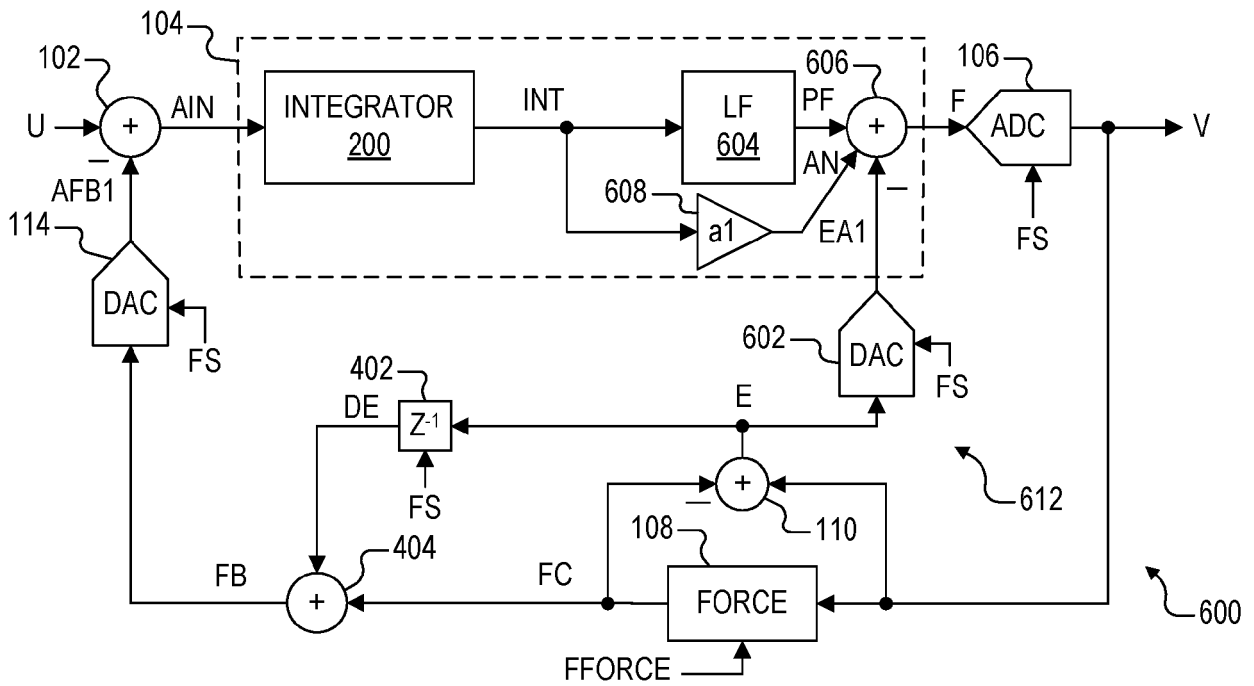 104
102
606
106
U
+
−
AIN
INTEGRATOR
200
INT
LF
604
PF
+
F
ADC
V
AFB1
AN
−
608
a1
EA1
FS
114
DAC
FS
602
DAC
FS
402
DE
Z-1
FS
E
−
+
110
612
108
404
FB
+
FC
FORCE
FFORCE
600